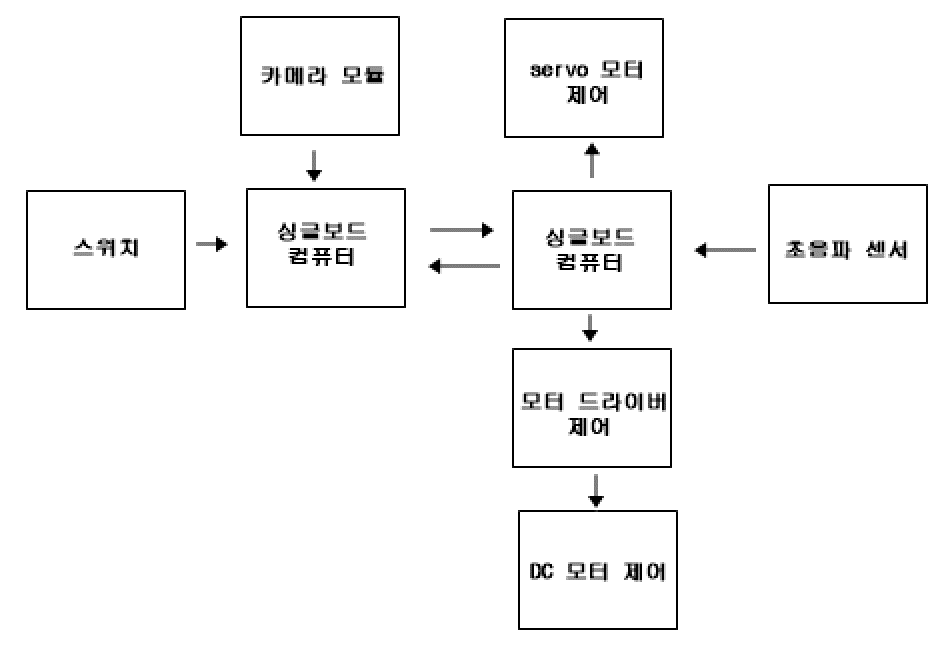 카메라 모듈
servo 모터
제어
스위치
싱글보드
컴퓨터
싱글보드
컴퓨터
초음파 센서
모터 드라이버
제어
DC 모터 제어